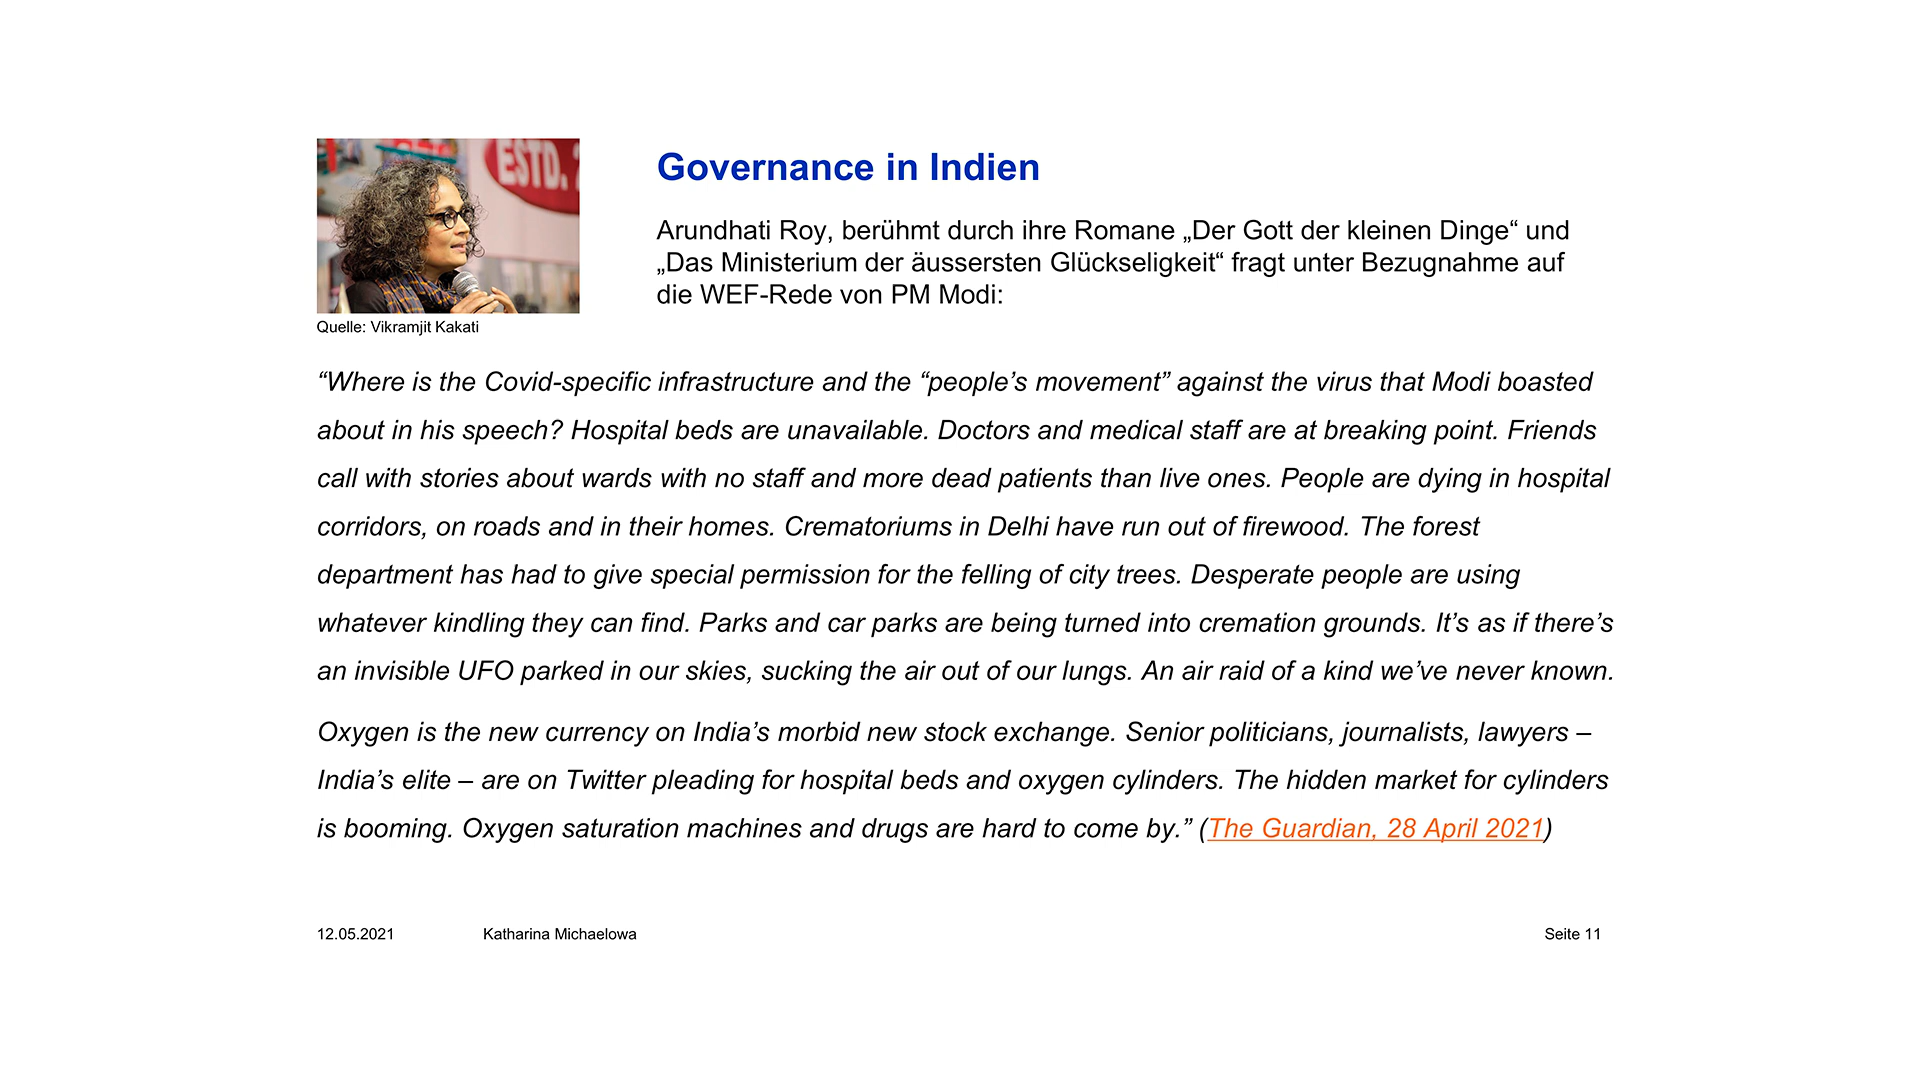 ESTD. 2
Governance in Indien
Arundhati Roy, berühmt durch ihre Romane „Der Gott der kleinen Dinge“ und
„Das Ministerium der äussersten Glückseligkeit“ fragt unter Bezugnahme auf
die WEF-Rede von PM Modi:
Quelle: Vikramjit Kakati
“Where is the Covid-specific infrastructure and the “people’s movement” against the virus that Modi boasted
about in his speech? Hospital beds are unavailable. Doctors and medical staff are at breaking point. Friends
call with stories about wards with no staff and more dead patients than live ones. People are dying in hospital
corridors, on roads and in their homes. Crematoriums in Delhi have run out of firewood. The forest
department has had to give special permission for the felling of city trees. Desperate people are using
whatever kindling they can find. Parks and car parks are being turned into cremation grounds. It’s as if there’s
an invisible UFO parked in our skies, sucking the air out of our lungs. An air raid of a kind we’ve never known.
Oxygen is the new currency on India’s morbid new stock exchange. Senior politicians, journalists, lawyers –
India’s elite – are on Twitter pleading for hospital beds and oxygen cylinders. The hidden market for cylinders
is booming. Oxygen saturation machines and drugs are hard to come by.” (The Guardian, 28 April 2021)
12.05.2021 Katharina Michaelowa Seite 11